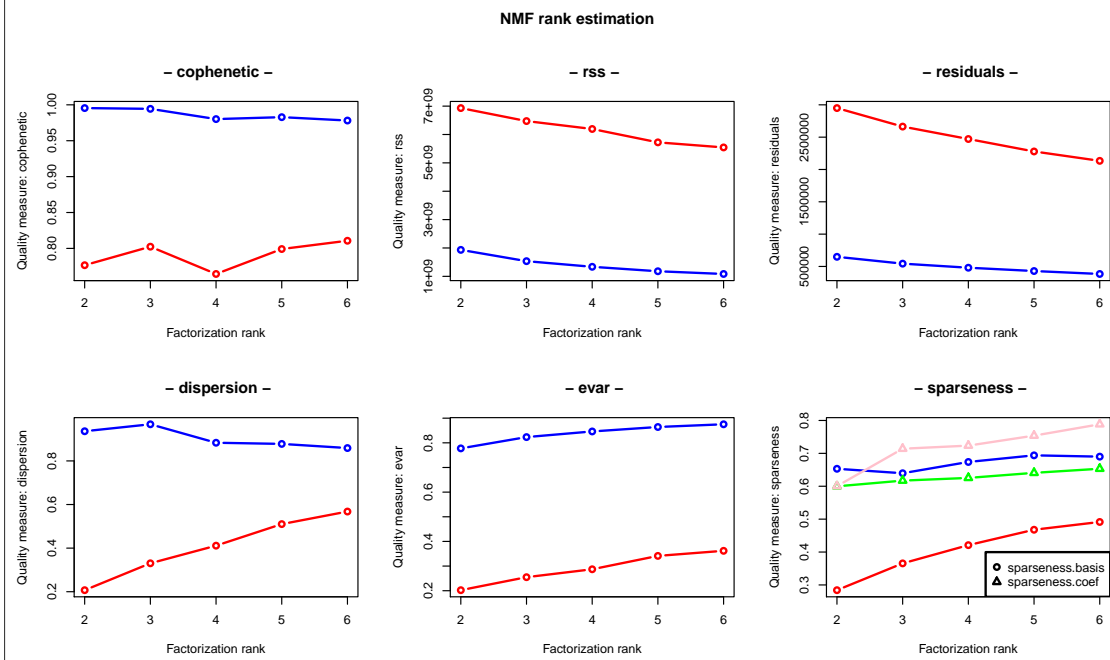 NMF rank estimation
– cophenetic –
Quality measure: cophenetic
1.00
0.95
0.90
0.85
0.80
2 3 4 5 6
Factorization rank
– rss –
Quality measure: rss
7e+09
5e+09
3e+09
1e+09
2 3 4 5 6
Factorization rank
– residuals –
Quality measure: residuals
2500000
1500000
500000
2 3 4 5 6
Factorization rank
– dispersion –
Quality measure: dispersion
0.8
0.6
0.4
0.2
2 3 4 5 6
Factorization rank
– evar –
Quality measure: evar
0.8
0.6
0.4
0.2
2 3 4 5 6
Factorization rank
– sparseness –
Quality measure: sparseness
0.8
0.7
0.6
0.5
0.4
0.3
sparseness.basis
sparseness.coef
2 3 4 5 6
Factorization rank